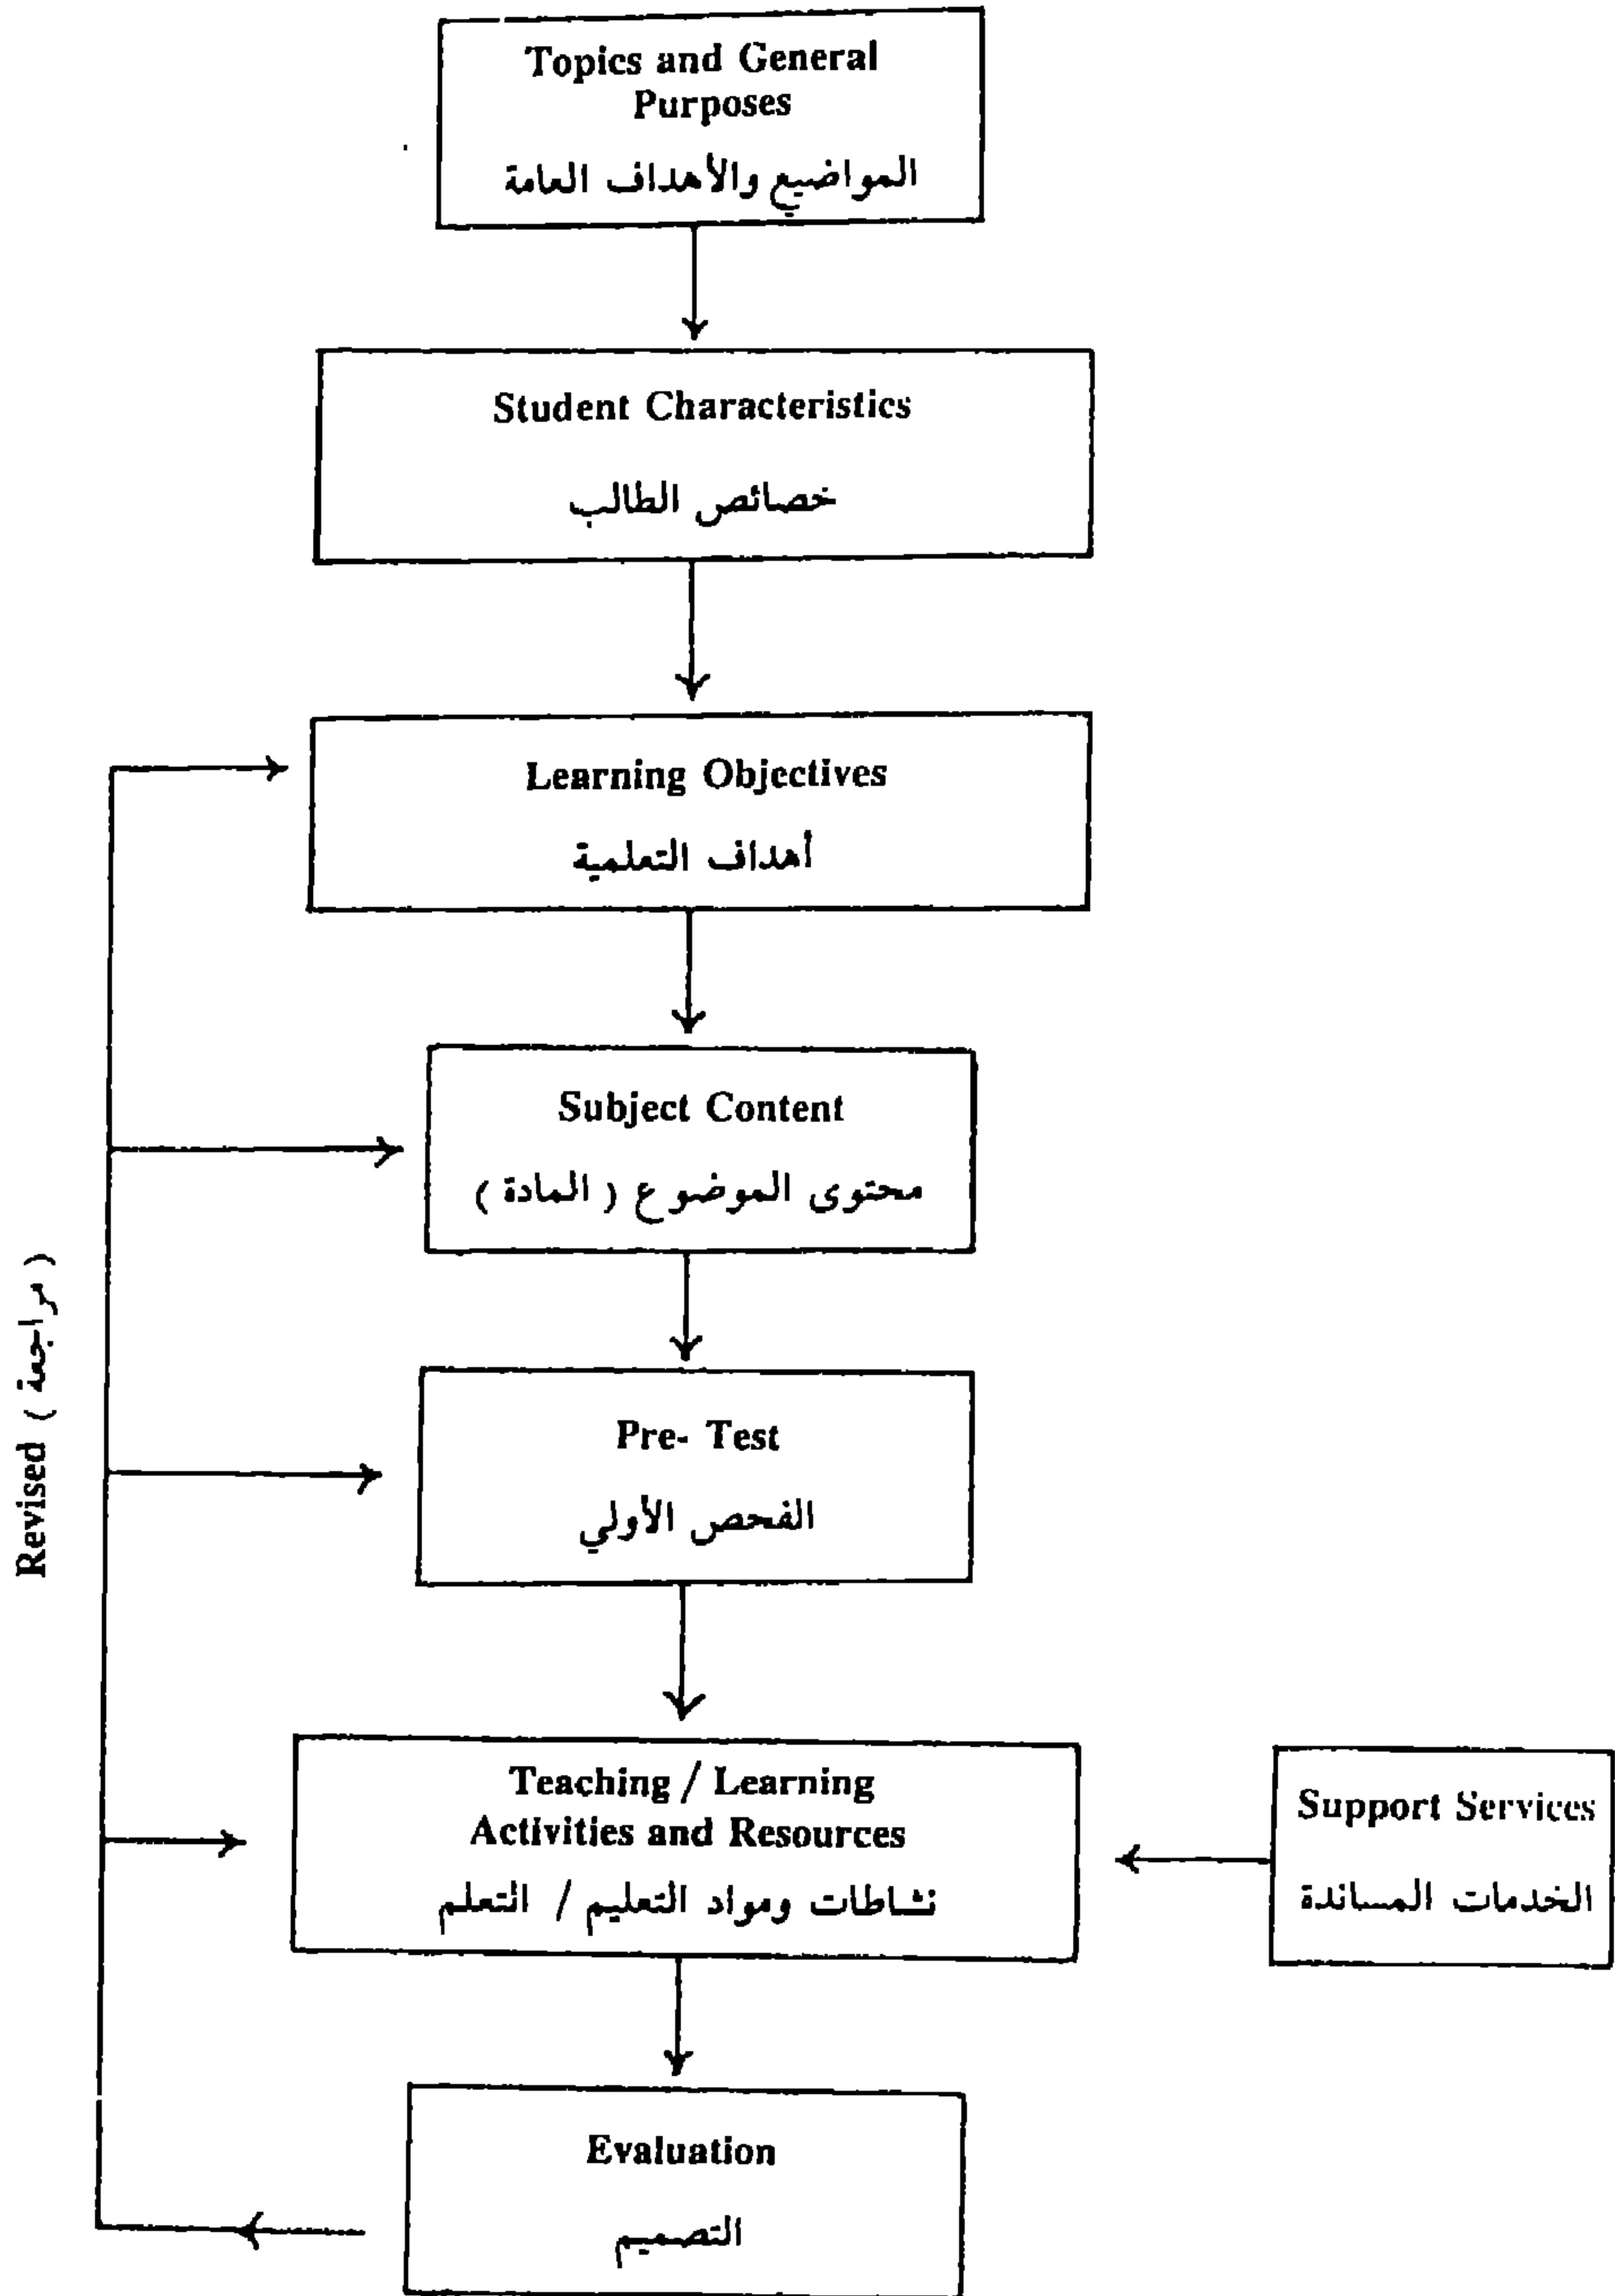 Topics and General
Purposes
المواضيع والأهداف العامة
Student Characteristics
خصائص الطالب
Learning Objectives
أهداف التعلمية
Subject Content
محتوى الموضوع ( المادة )
Pre- Test
الفحص الأولي
Revised ( مراجعة )
Teaching / Learning
Activities and Resources
نشاطات ومواد التعليم / التعلم
Support Services
الخدمات المساندة
Evaluation
التصميم